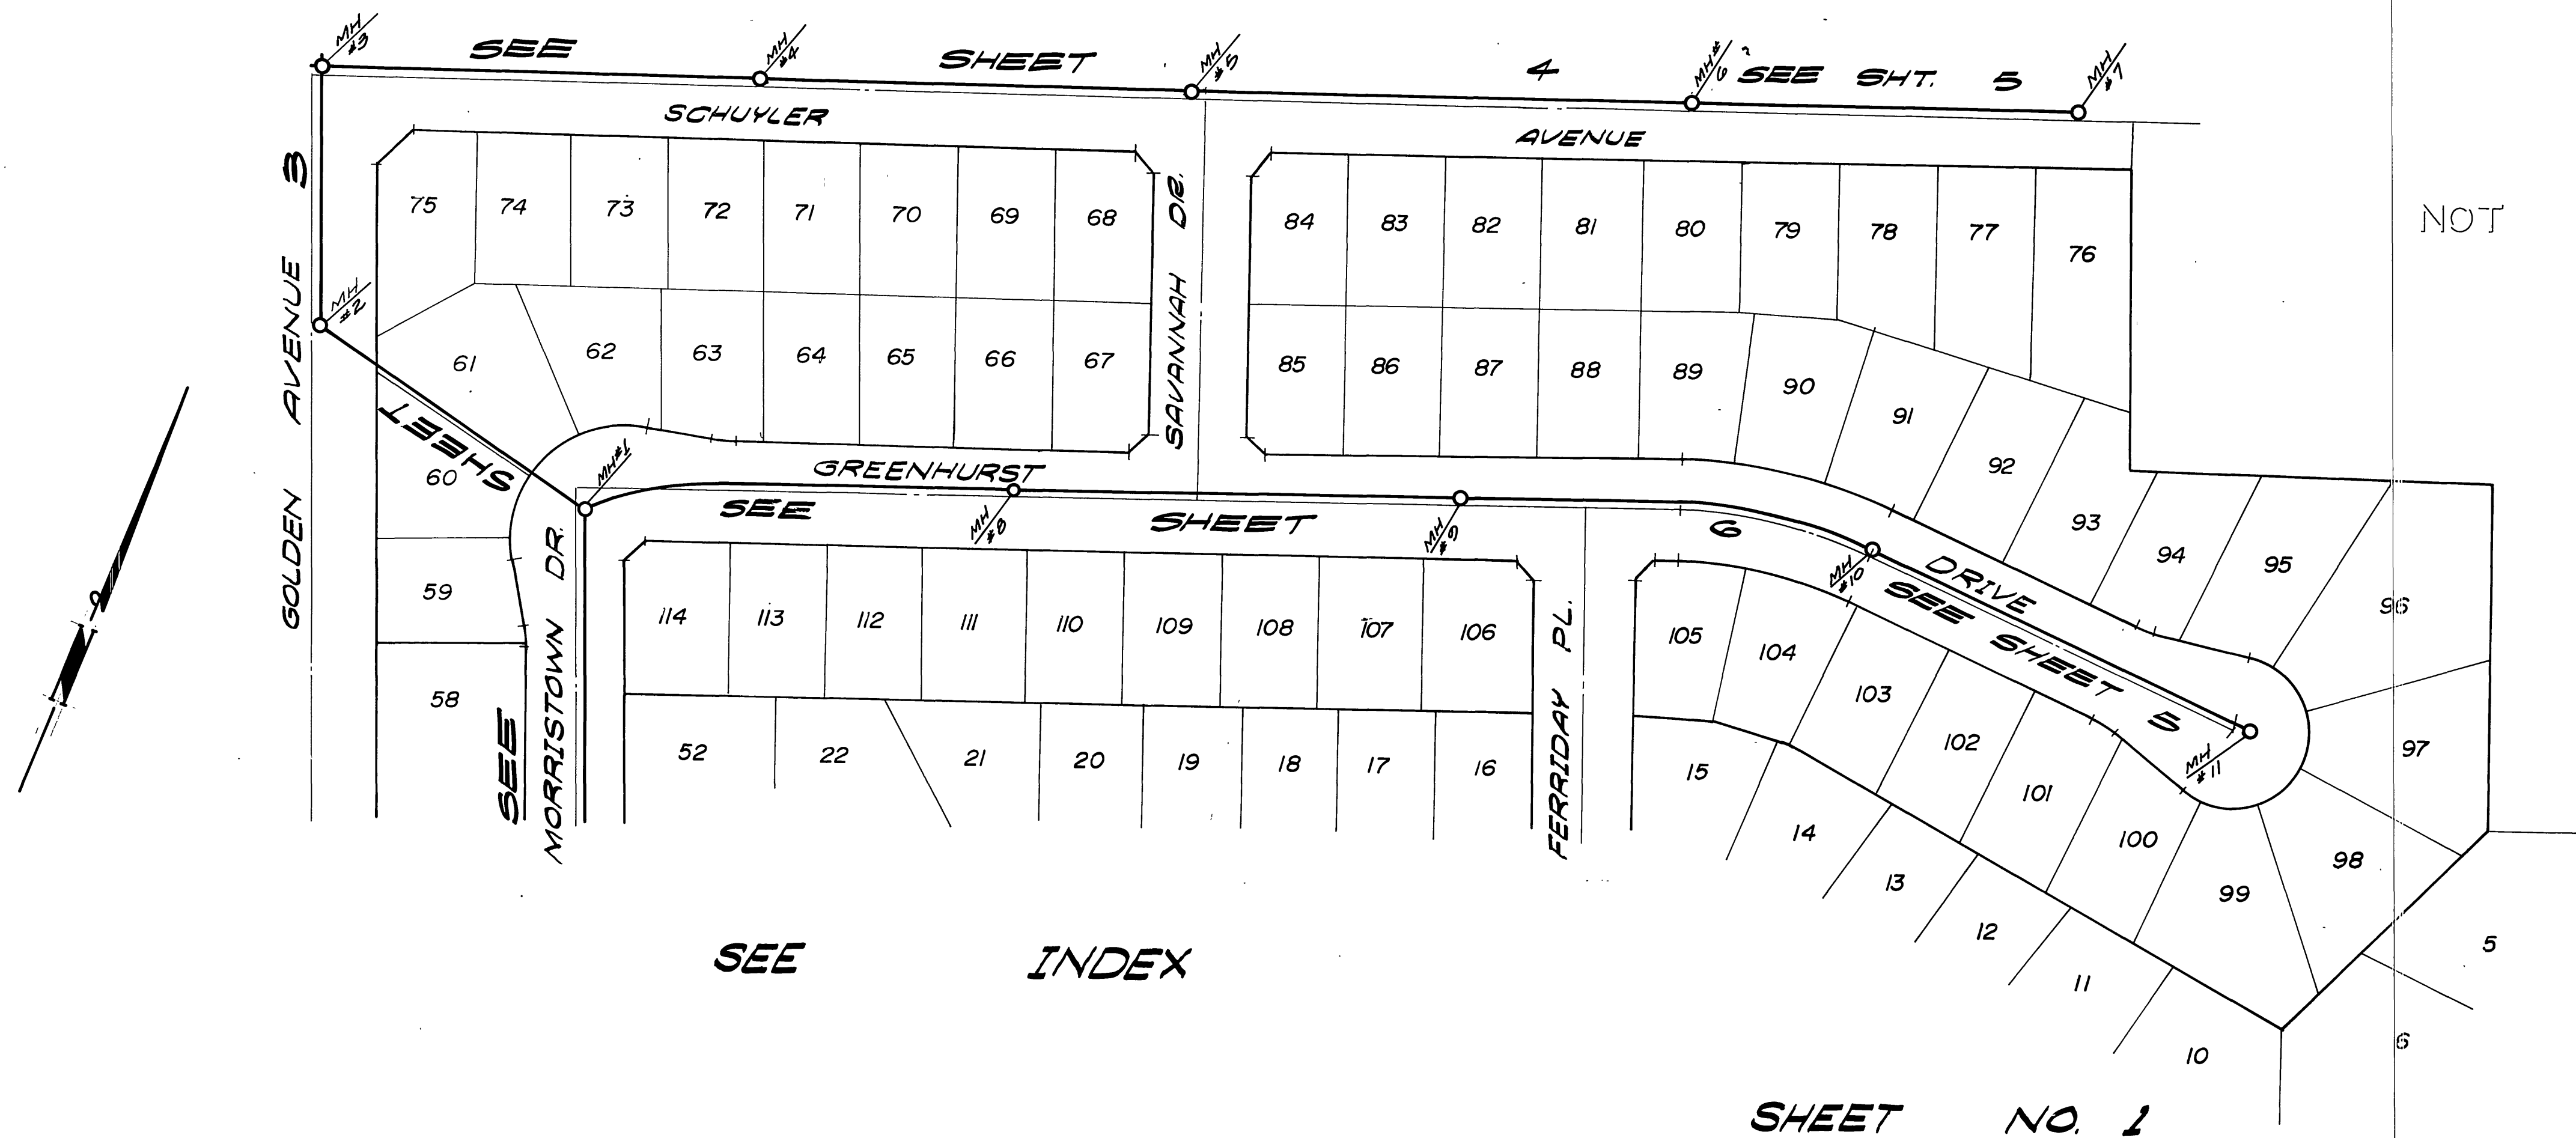 MH #3
SEE
MH #4
SHEET
MH #5
4
MH# 6
SEE SHT. 5
MH #7
SCHUYLER
AVENUE
GOLDEN AVENUE
3
SAVANNAH DR.
NOT
75 74 73 72 71 70 69 68
84 83 82 81 80 79 78 77 76
MH #2
61 62 63 64 65 66 67
85 86 87 88 89 90 91 92 93 94 95 96
SHEET
MH#1
GREENHURST
DRIVE
60
SEE
SHEET
6
MH #8
MH #9
MH #10
SEE SHEET 5
MH #11
59
58
SEE
MORRISTOWN DR.
114 113 112 111 110 109 108 107 106
FERRIDAY PL.
105 104 103 102 101 100 99 98 97
52 22 21 20 19 18 17 16
15 14 13 12 11 10
5
6
SEE INDEX
SHEET NO. 1